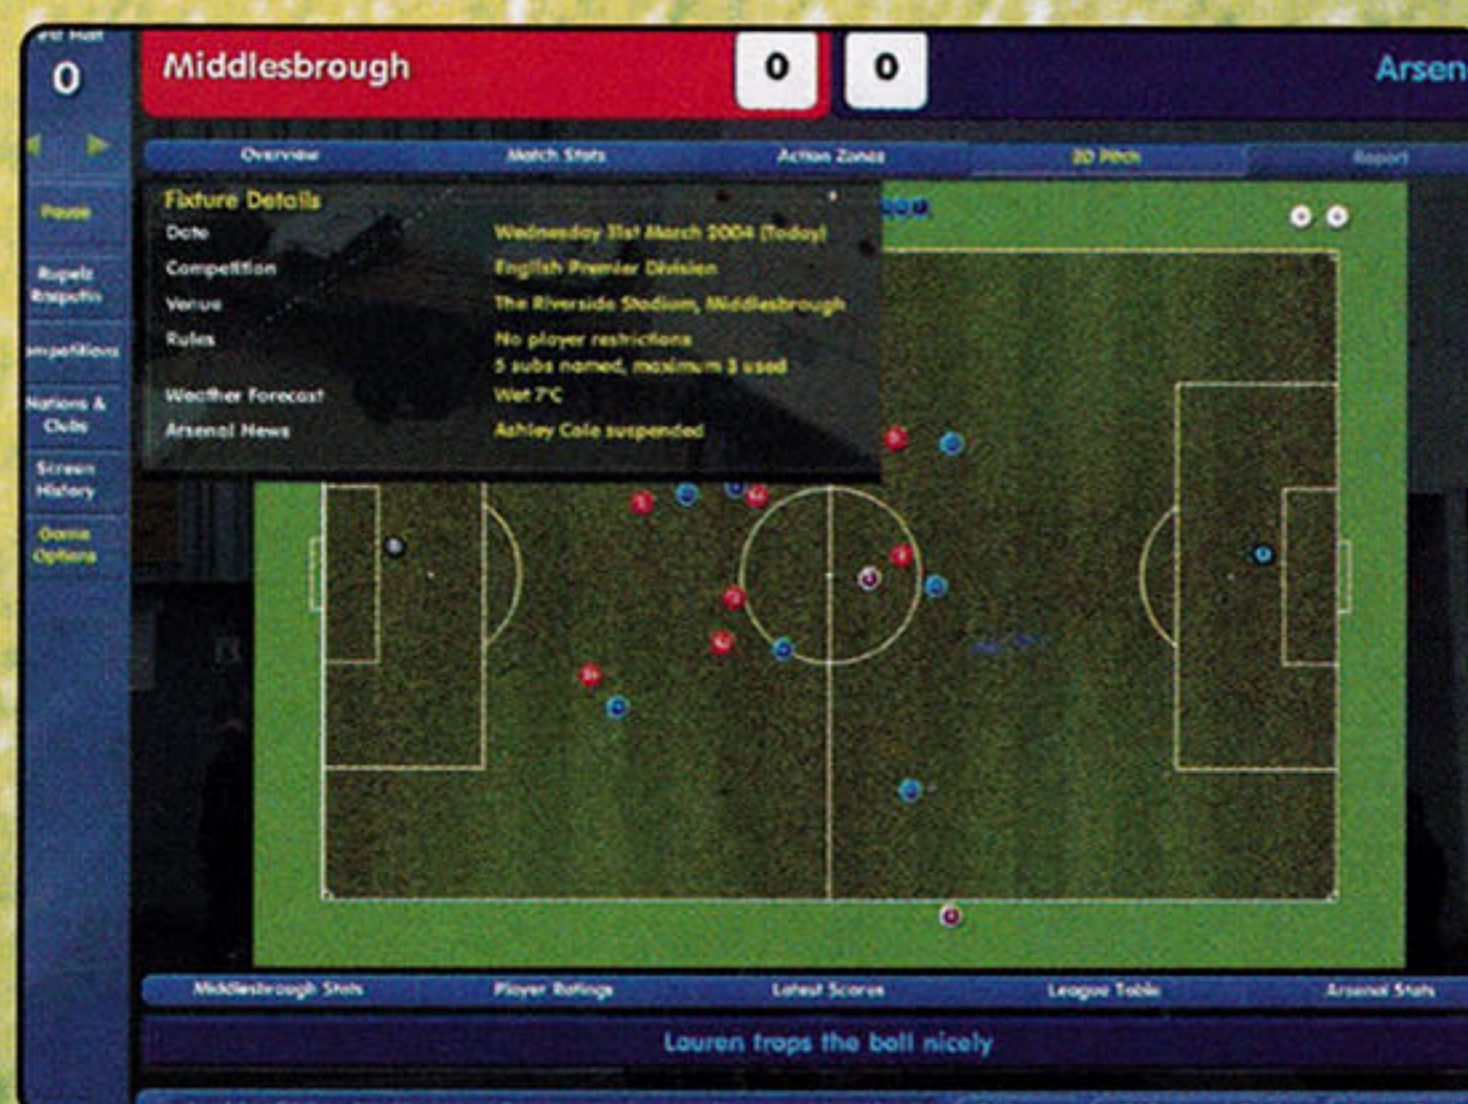 0
Middlesbrough
0
0
Arsen
Overview
Match Stats
Action Zones
2D Pitch
Report
Pause
Rupelz
Rasputin
ompetitions
Nations &
Clubs
Screen
History
Game
Options
Fixture Details
Date
Wednesday 31st March 2004 (Today)
Competition
English Premier Division
Venue
The Riverside Stadium, Middlesbrough
Rules
No player restrictions
5 subs named, maximum 3 used
Weather Forecast
Wet 7°C
Arsenal News
Ashley Cole suspended
Middlesbrough Stats
Player Ratings
Latest Scores
League Table
Arsenal Stats
Lauren traps the ball nicely